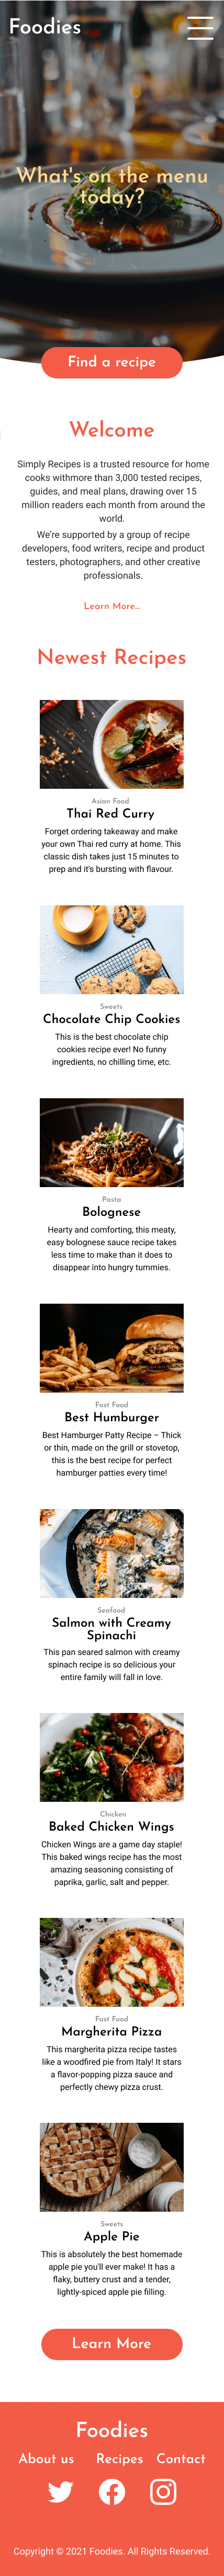 Foodies
What's on the menu
today?
Find a recipe
Welcome
Simply Recipes is a trusted resource for home
cooks withmore than 3,000 tested recipes,
guides, and meal plans, drawing over 15
million readers each month from around the
world.
We're supported by a group of recipe
developers, food writers, recipe and product
testers, photographers, and other creative
professionals.
Learn More...
Newest Recipes
Asian Food
Thai Red Curry
Forget ordering takeaway and make
your own Thai red curry at home. This
classic dish takes just 15 minutes to
prep and it's bursting with flavour.
Sweets
Chocolate Chip Cookies
This is the best chocolate chip
cookies recipe ever! No funny
ingredients, no chilling time, etc.
Pasta
Bolognese
Hearty and comforting, this meaty,
easy bolognese sauce recipe takes
less time to make than it does to
disappear into hungry tummies.
Fast Food
Best Humburger
Best Hamburger Patty Recipe – Thick
or thin, made on the grill or stovetop,
this is the best recipe for perfect
hamburger patties every time!
Seafood
Salmon with Creamy
Spinachi
This pan seared salmon with creamy
spinach recipe is so delicious your
entire family will fall in love.
Chicken
Baked Chicken Wings
Chicken Wings are a game day staple!
This baked wings recipe has the most
amazing seasoning consisting of
paprika, garlic, salt and pepper.
Fast Food
Margherita Pizza
This margherita pizza recipe tastes
like a woodfired pie from Italy! It stars
a flavor-popping pizza sauce and
perfectly chewy pizza crust.
Sweets
Apple Pie
This is absolutely the best homemade
apple pie you'll ever make! It has a
flaky, buttery crust and a tender,
lightly-spiced apple pie filling.
Learn More
Foodies
About us Recipes Contact
Copyright © 2021 Foodies. All Rights Reserved.